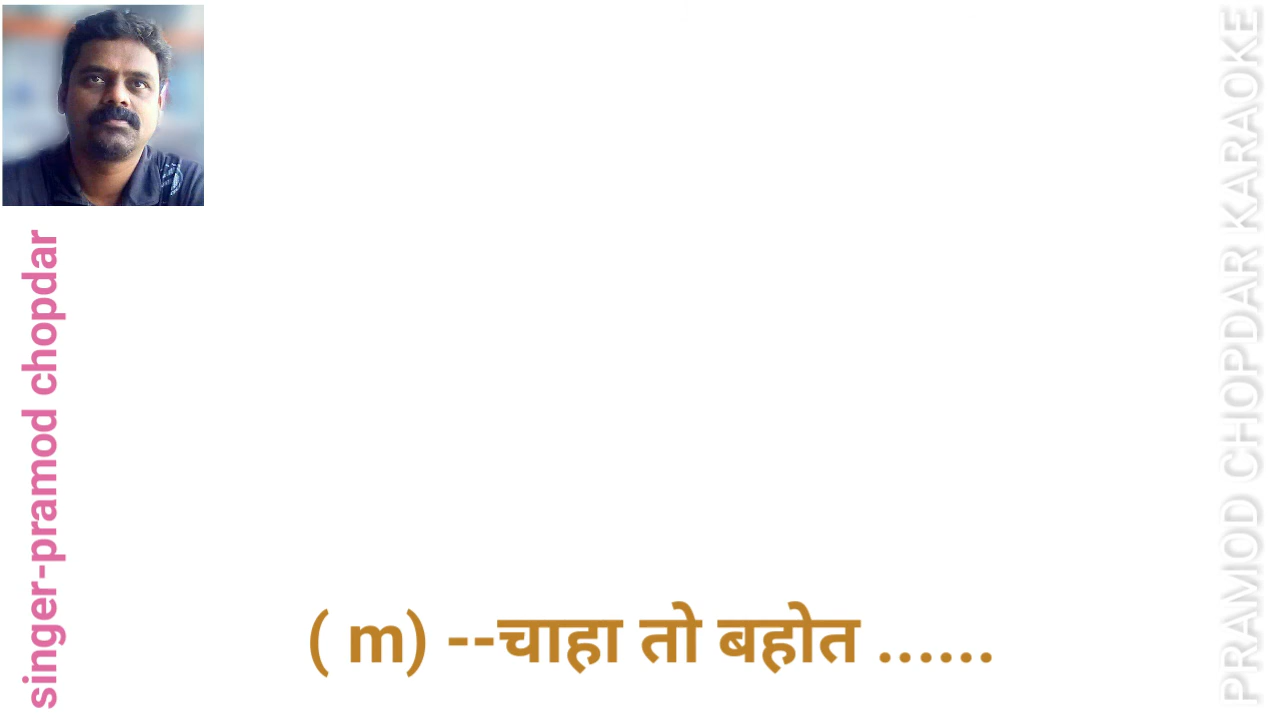 singer-pramod chopdar
PRAMOD CHOPDAR KARAOKE
( m) --चाहा तो बहोत ......